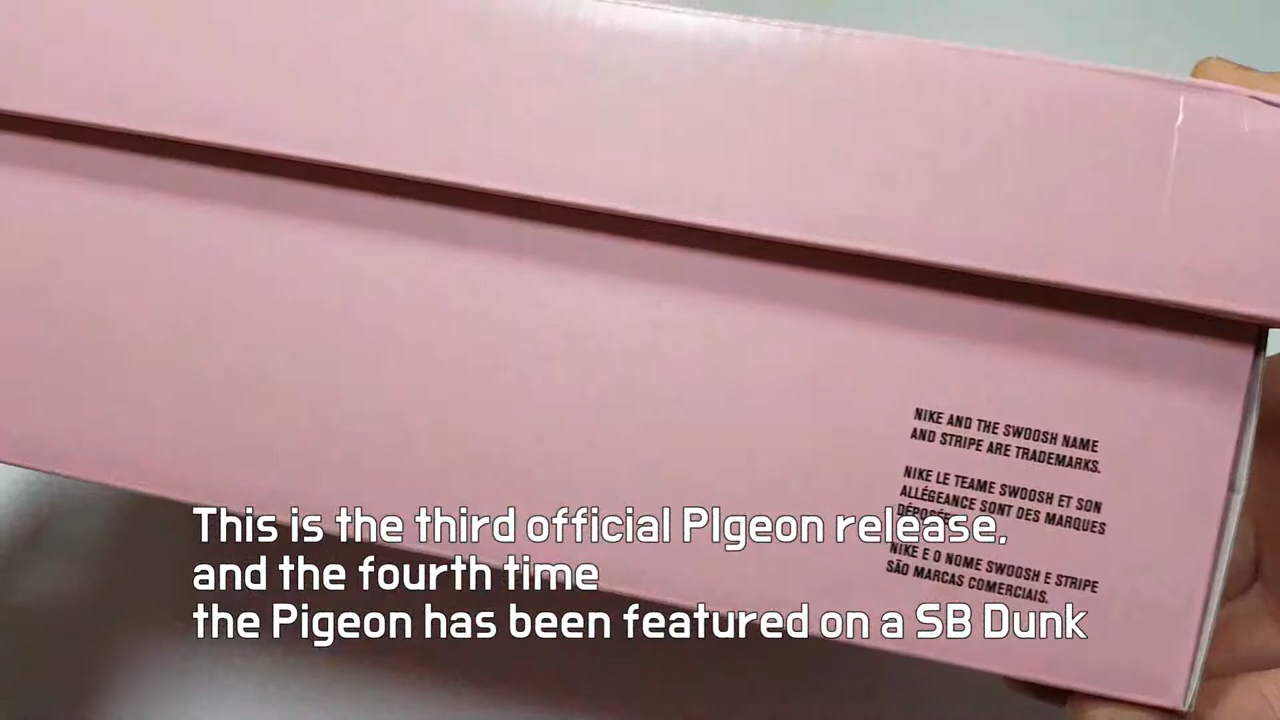 NIKE AND THE SWOOSH NAME
AND STRIPE ARE TRADEMARKS.
NIKE LE TEAME SWOOSH ET SON
ALLÉGEANCE SONT DES MARQUES
NIKE E O NOME SWOOSH E STRIPE
SÃO MARCAS COMERCIAIS.
This is the third official PIgeon release,
and the fourth time
the Pigeon has been featured on a SB Dunk